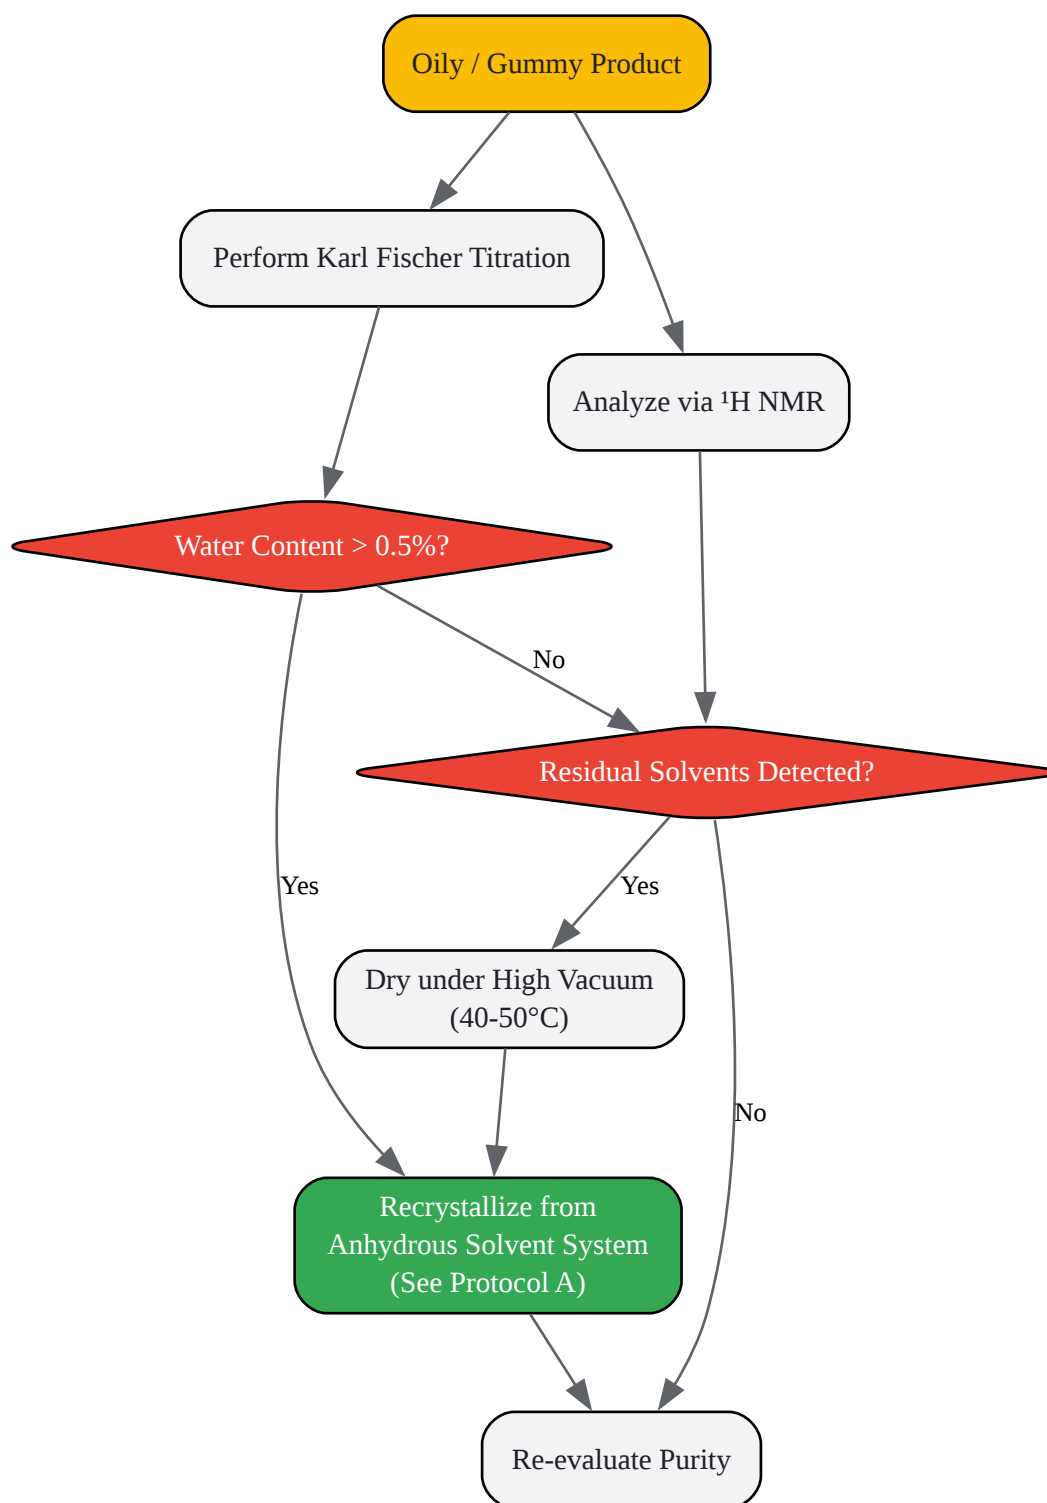 Oily / Gummy Product
Perform Karl Fischer Titration
Analyze via ¹H NMR
Water Content > 0.5%?
No
Residual Solvents Detected?
Yes
Yes
Dry under High Vacuum
(40-50°C)
No
Recrystallize from
Anhydrous Solvent System
(See Protocol A)
Re-evaluate Purity